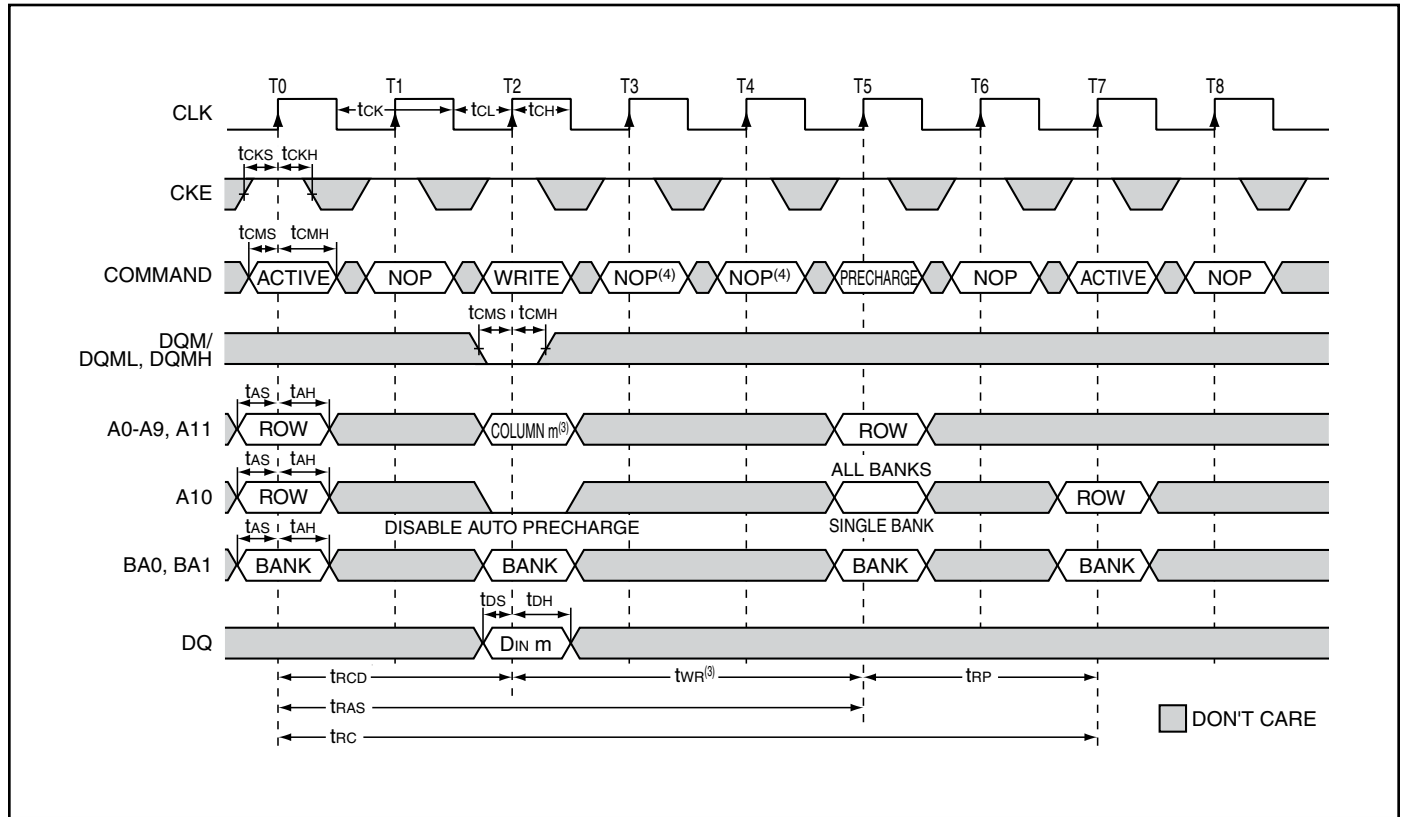 T0 T1 T2 T3 T4 T5 T6 T7 T8
CLK tCK tCL tCH
tCKS tCKH
CKE
tCMS tCMH
COMMAND ACTIVE NOP WRITE NOP(4) NOP(4) PRECHARGE NOP ACTIVE NOP
tCMS tCMH
DQM/
DQML, DQMH
tAS tAH
A0-A9, A11 ROW COLUMN m(3) ROW
tAS tAH ALL BANKS
A10 ROW ROW
tAS tAH DISABLE AUTO PRECHARGE SINGLE BANK
BA0, BA1 BANK BANK BANK BANK
tDS tDH
DQ DIN m
tRCD tWR(3) tRP
tRAS
DON'T CARE
tRC